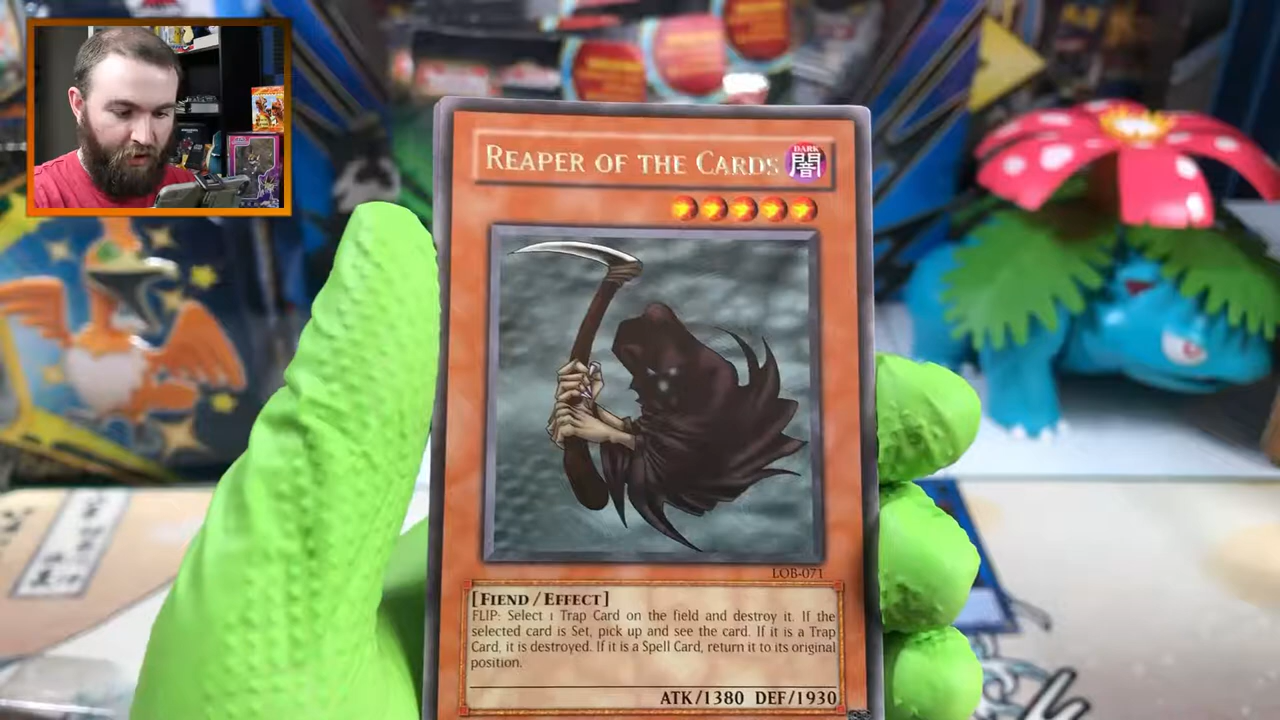 REAPER OF THE CARDS
DARK
闇
LOB-071
[FIEND / EFFECT]
FLIP: Select 1 Trap Card on the field and destroy it. If the
selected card is Set, pick up and see the card. If it is a Trap
Card, it is destroyed. If it is a Spell Card, return it to its original
position.
ATK/1380 DEF/1930